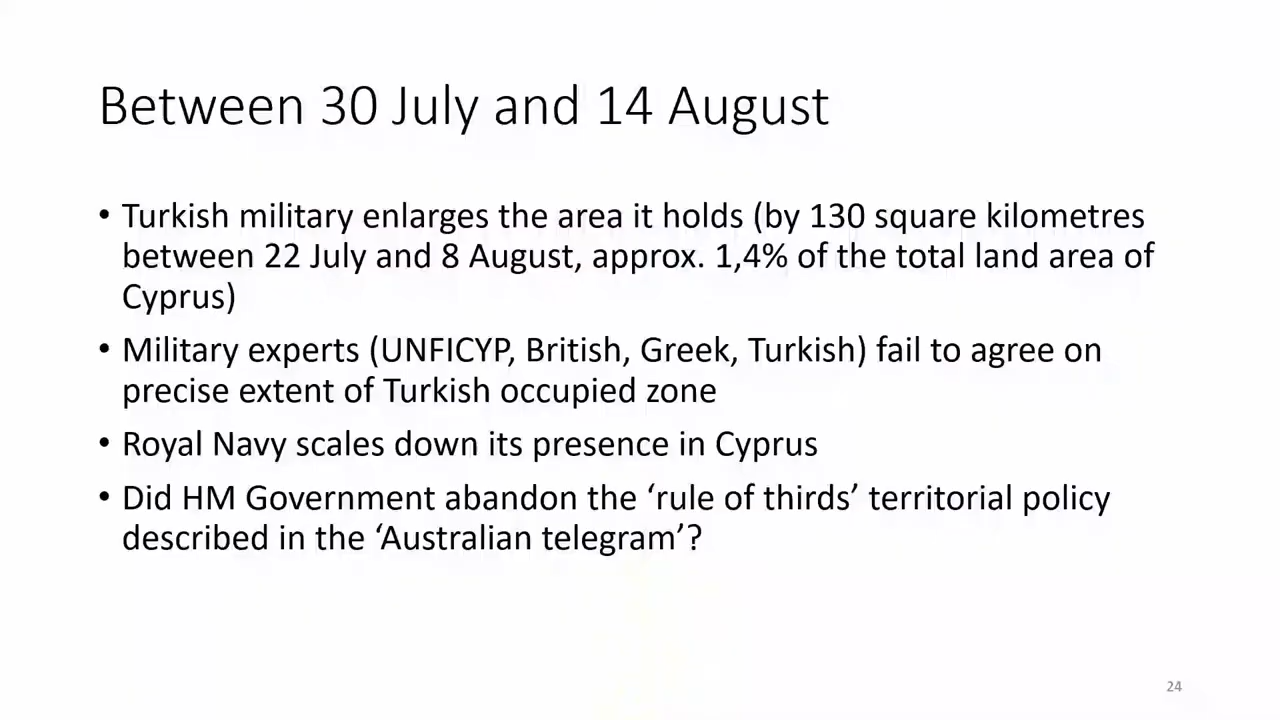 Between 30 July and 14 August
• Turkish military enlarges the area it holds (by 130 square kilometres
between 22 July and 8 August, approx. 1,4% of the total land area of
Cyprus)
• Military experts (UNFICYP, British, Greek, Turkish) fail to agree on
precise extent of Turkish occupied zone
• Royal Navy scales down its presence in Cyprus
• Did HM Government abandon the ‘rule of thirds’ territorial policy
described in the ‘Australian telegram’?
24